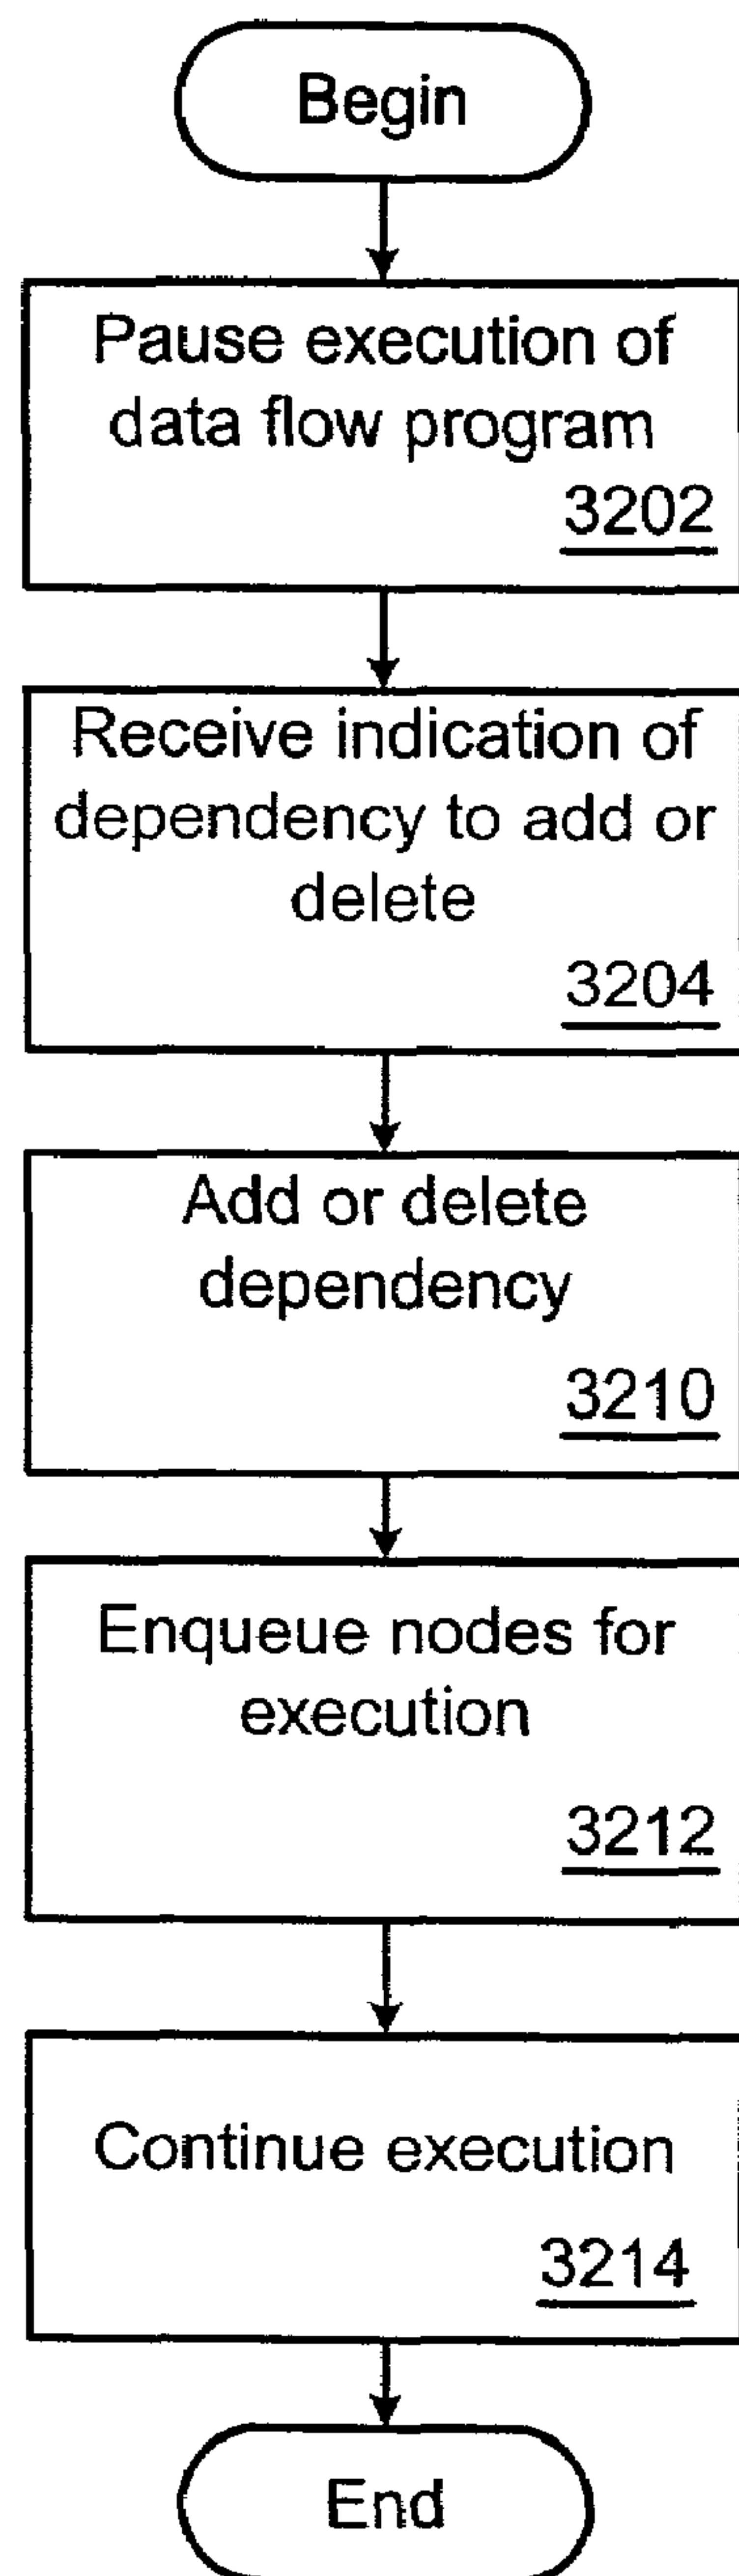 Begin
Pause execution of
data flow program
3202
Receive indication of
dependency to add or
delete
3204
Add or delete
dependency
3210
Enqueue nodes for
execution
3212
Continue execution
3214
End